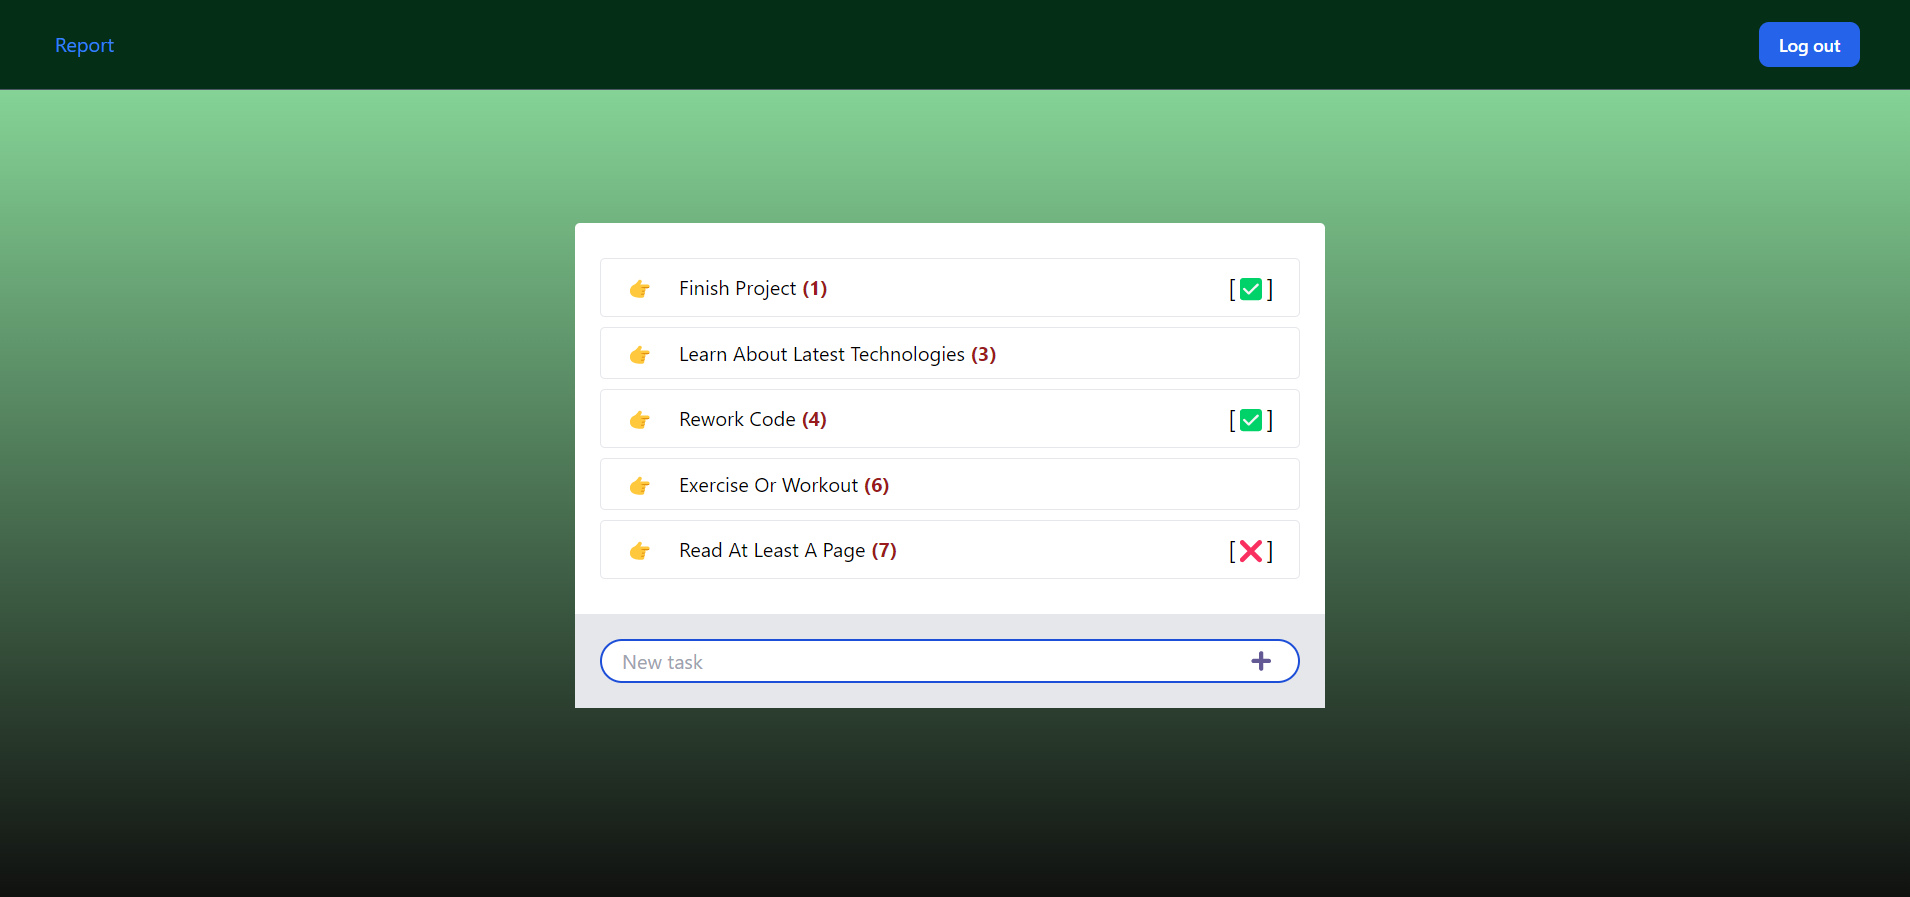 Report
Log out
👉 Finish Project (1) [✅]
👉 Learn About Latest Technologies (3)
👉 Rework Code (4) [✅]
👉 Exercise Or Workout (6)
👉 Read At Least A Page (7) [❌]
New task